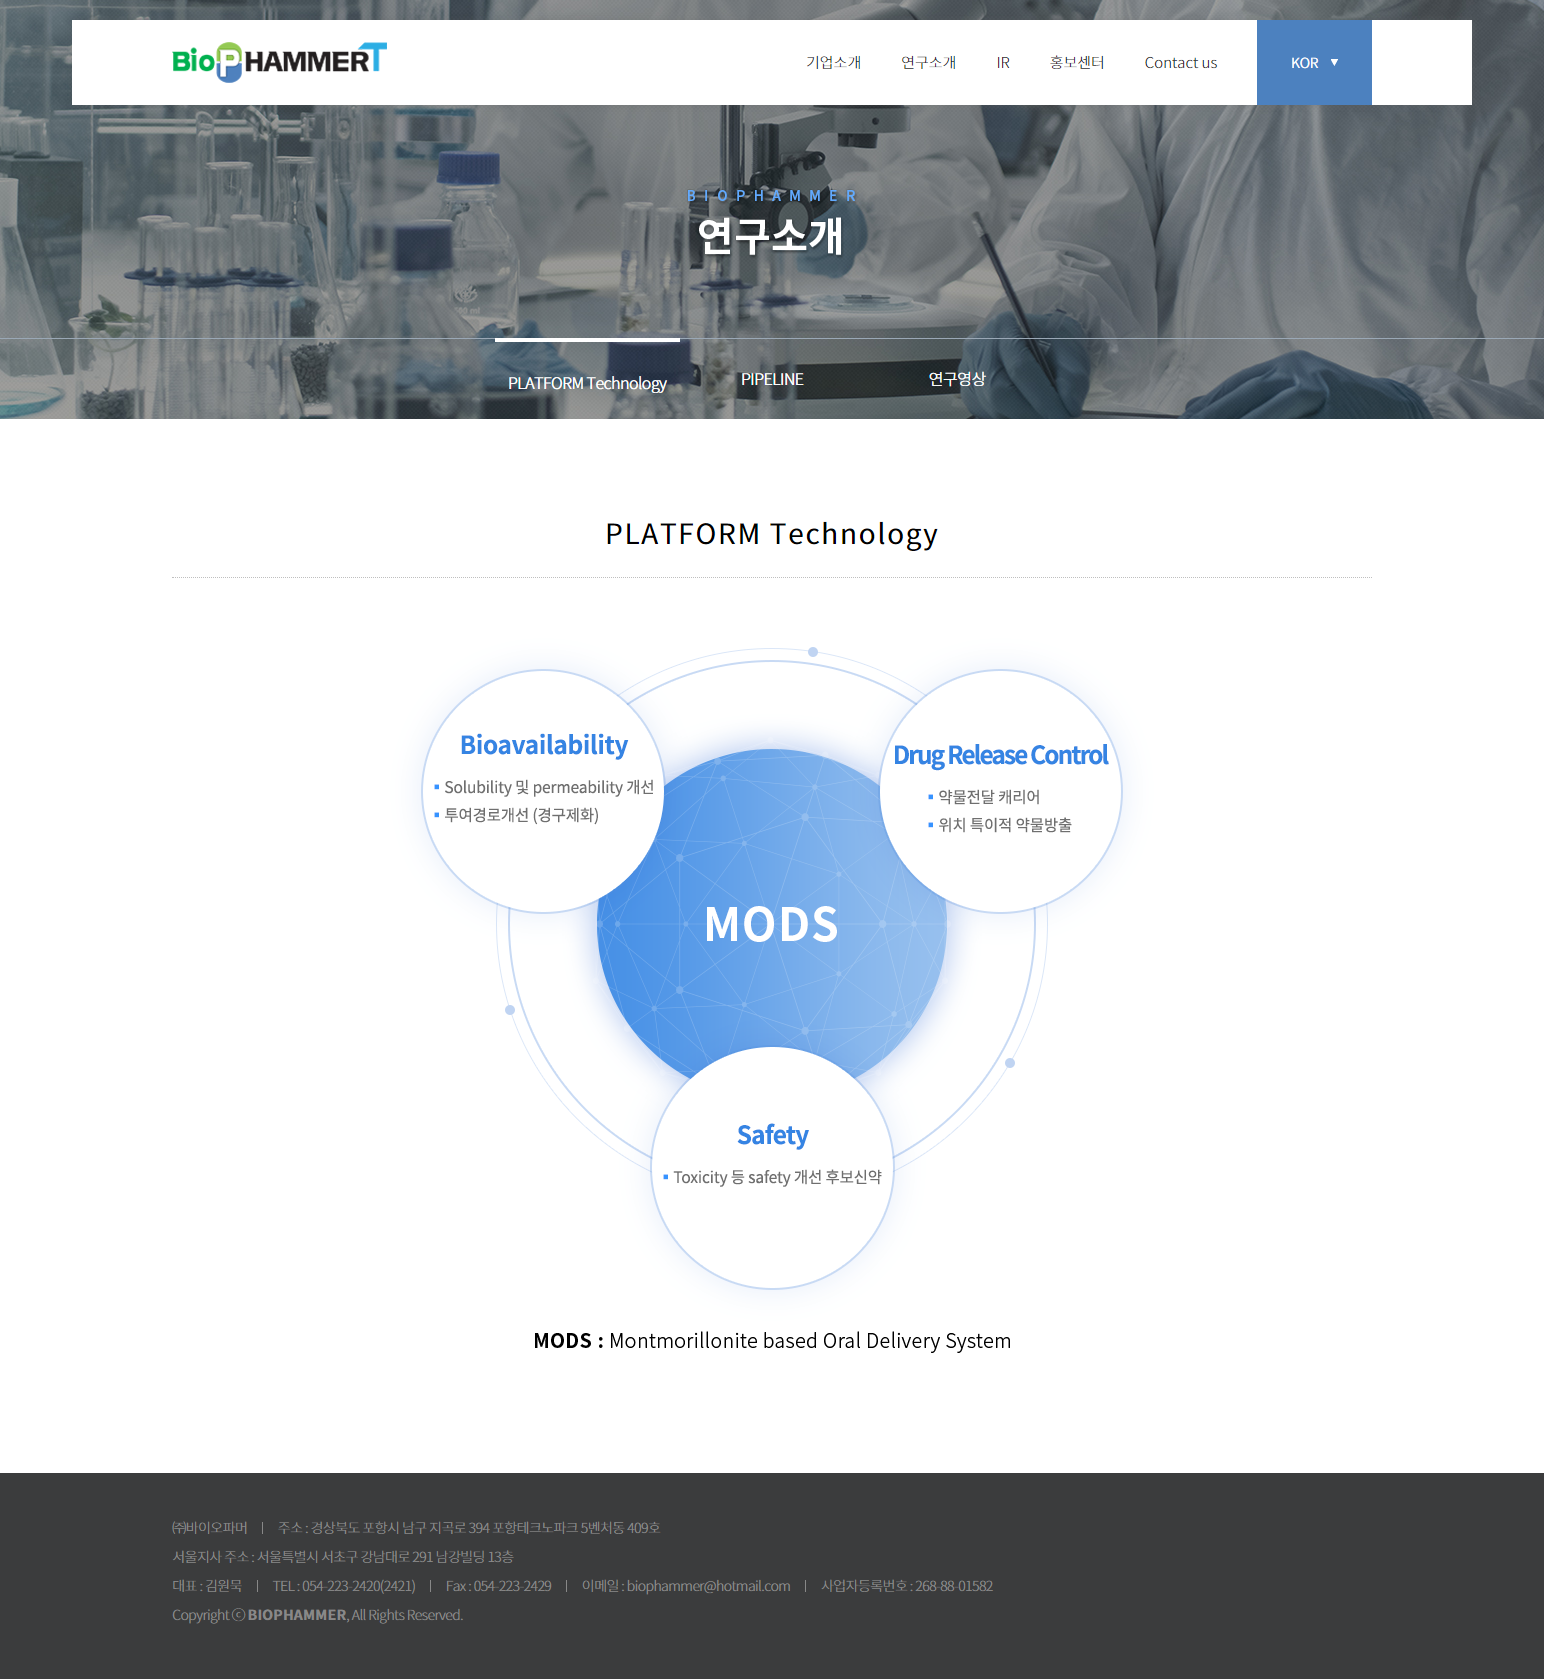 BioPHAMMERT
기업소개 연구소개 IR 홍보센터 Contact us KOR ▼
BIOPHAMMER
연구소개
PLATFORM Technology PIPELINE 연구영상
PLATFORM Technology
Bioavailability
▪ Solubility 및 permeability 개선
▪ 투여경로개선 (경구제화)
Drug Release Control
▪ 약물전달 캐리어
▪ 위치 특이적 약물방출
MODS
Safety
▪ Toxicity 등 safety 개선 후보신약
MODS : Montmorillonite based Oral Delivery System
㈜바이오파머 | 주소 : 경상북도 포항시 남구 지곡로 394 포항테크노파크 5벤처동 409호
서울지사 주소 : 서울특별시 서초구 강남대로 291 남강빌딩 13층
대표 : 김원묵 | TEL : 054-223-2420(2421) | Fax : 054-223-2429 | 이메일 : biophammer@hotmail.com | 사업자등록번호 : 268-88-01582
Copyright ⓒ BIOPHAMMER, All Rights Reserved.